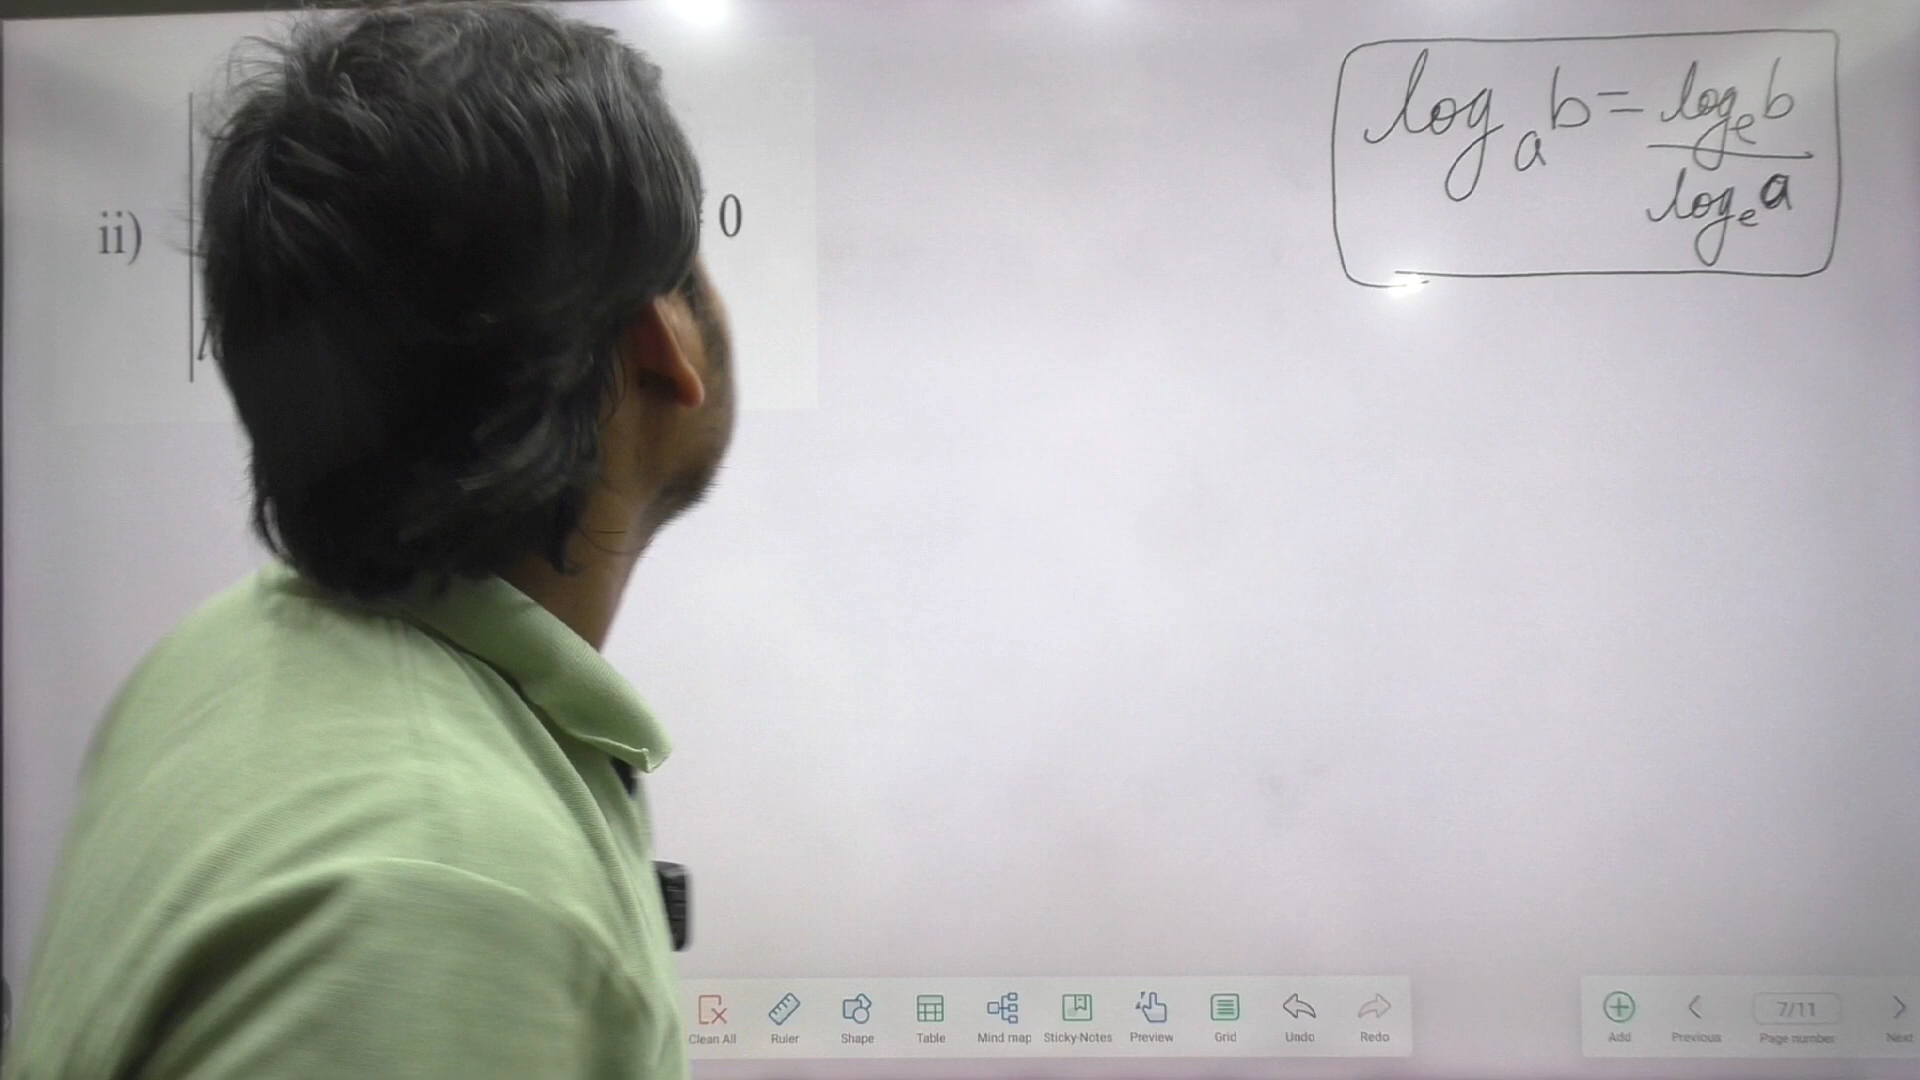 ii) | = 0
log_a b = log_e b / log_e a
Clean All Ruler Shape Table Mind map Sticky-Notes Preview Grid Undo Redo
Add Previous 7/11 Page number Next